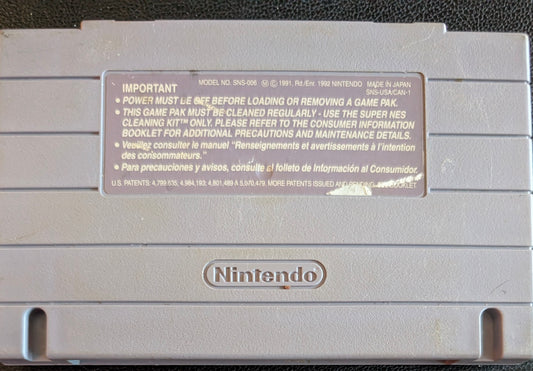 IMPORTANT MODEL NO. SNS-006 Ⓜ © 1991, Rd./Ent. 1992 NINTENDO MADE IN JAPAN
SNS-USA/CAN-1
• POWER MUST BE OFF BEFORE LOADING OR REMOVING A GAME PAK.
• THIS GAME PAK MUST BE CLEANED REGULARLY - USE THE SUPER NES
CLEANING KIT™ ONLY. PLEASE REFER TO THE CONSUMER INFORMATION
BOOKLET FOR ADDITIONAL PRECAUTIONS AND MAINTENANCE DETAILS.
• Veuillez consulter le manuel "Renseignements et avertissements à l'intention
des consommateurs."
• Para precauciones y avisos, consulte el folleto de Información al Consumidor.
U.S. PATENTS: 4,799,635; 4,984,193; 4,801,489 5,070,479, MORE PATENTS ISSUED AND PENDING, BOOKLET
Nintendo